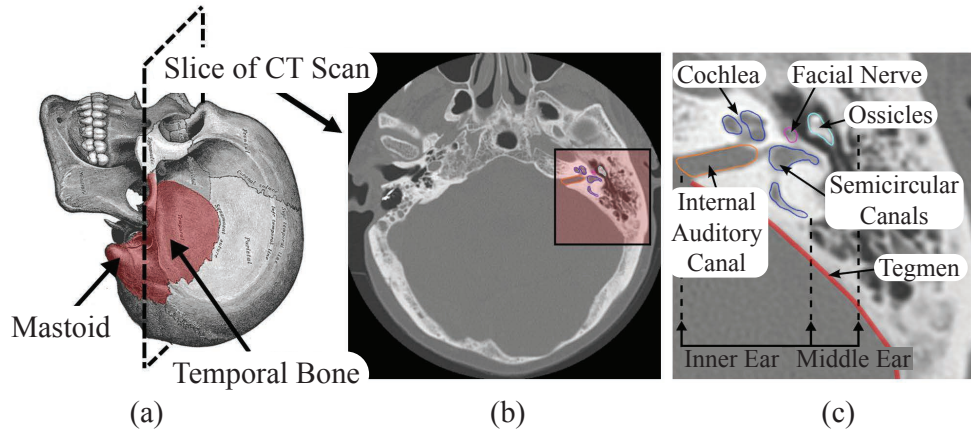 Slice of CT Scan
Mastoid
Temporal Bone
(a)
(b)
Cochlea
Facial Nerve
Ossicles
Internal
Auditory
Canal
Semicircular
Canals
Tegmen
Inner Ear
Middle Ear
(c)